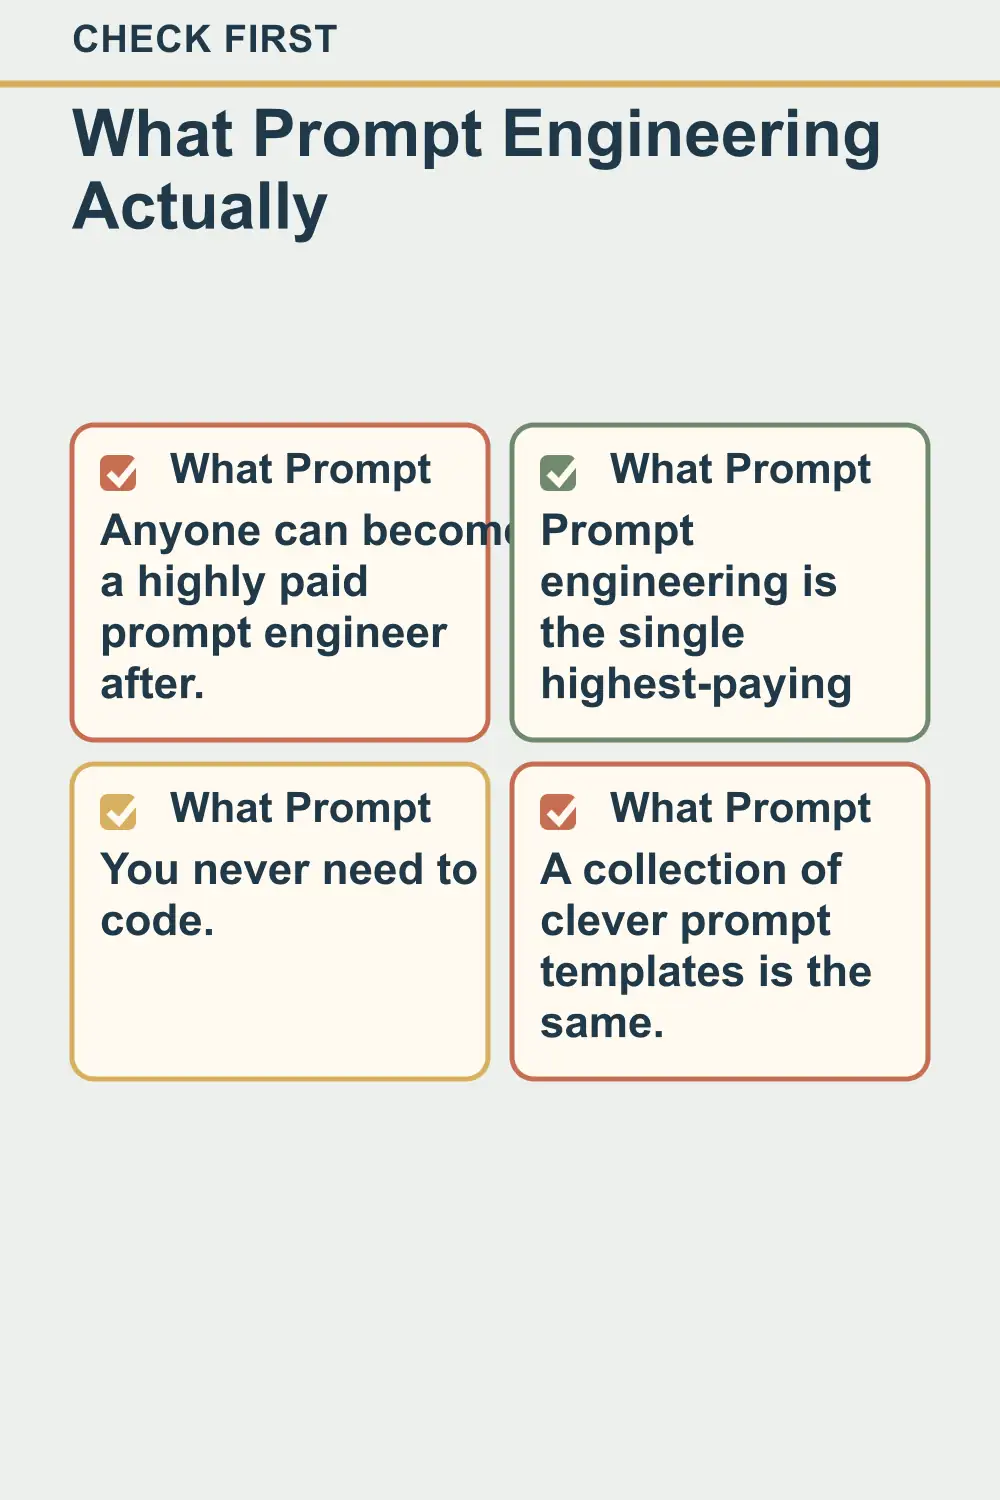 CHECK FIRST
What Prompt Engineering
Actually
What Prompt
Anyone can become
a highly paid
prompt engineer
after.
What Prompt
Prompt
engineering is
the single
highest-paying
What Prompt
You never need to
code.
What Prompt
A collection of
clever prompt
templates is the
same.